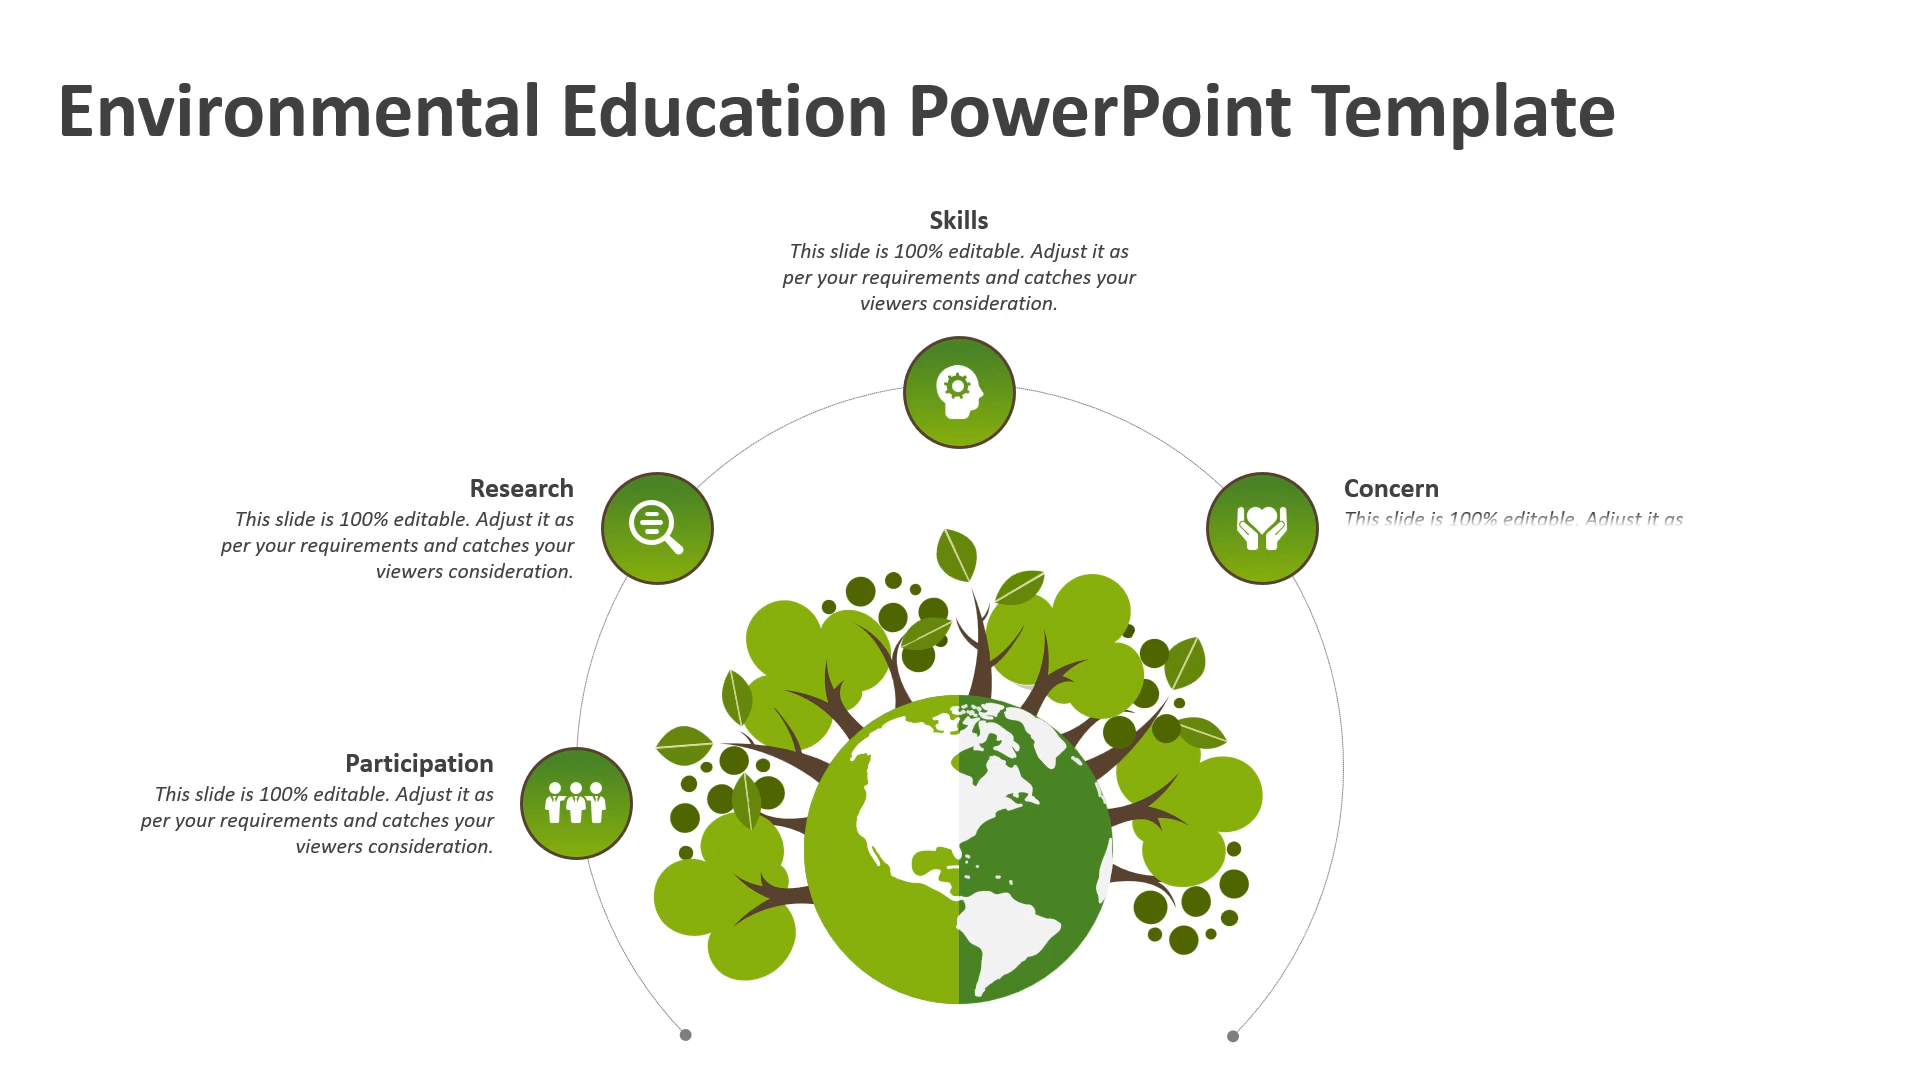 Environmental Education PowerPoint Template
Skills
This slide is 100% editable. Adjust it as
per your requirements and catches your
viewers consideration.
Research
This slide is 100% editable. Adjust it as
per your requirements and catches your
viewers consideration.
Concern
This slide is 100% editable. Adjust it as
Participation
This slide is 100% editable. Adjust it as
per your requirements and catches your
viewers consideration.